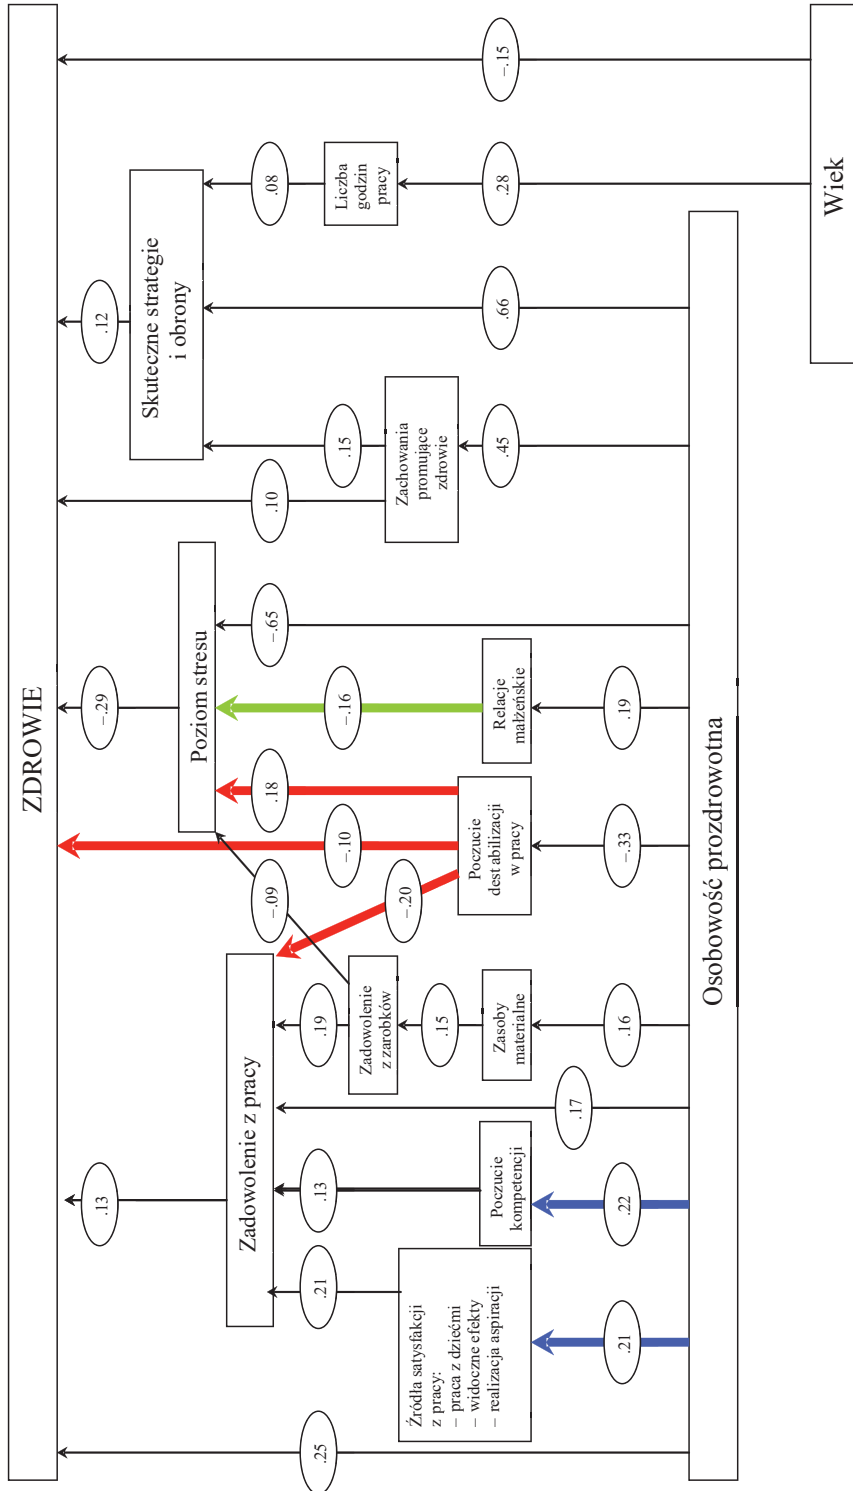 ZDROWIE
.13
–.29
.12
Skuteczne strategie
i obrony
Poziom stresu
Zadowolenie z pracy
–.09
.18
–.65
.10
.08
.25
.21
.13
.19
–.10
–.16
.15
Liczba
godzin
pracy
Zadowolenie
z zarobków
–.20
Zachowania
promujące
zdrowie
Źródła satysfakcji
z pracy:
– praca z dziećmi
– widoczne efekty
– realizacja aspiracji
.15
Poczucie
kompetencji
Zasoby
materialne
Poczucie
dest abilizacji
w pracy
Relacje
małżeńskie
.45
.66
.28
–.15
.17
.21
.22
.16
–.33
.19
Osobowość prozdrowotna
Wiek